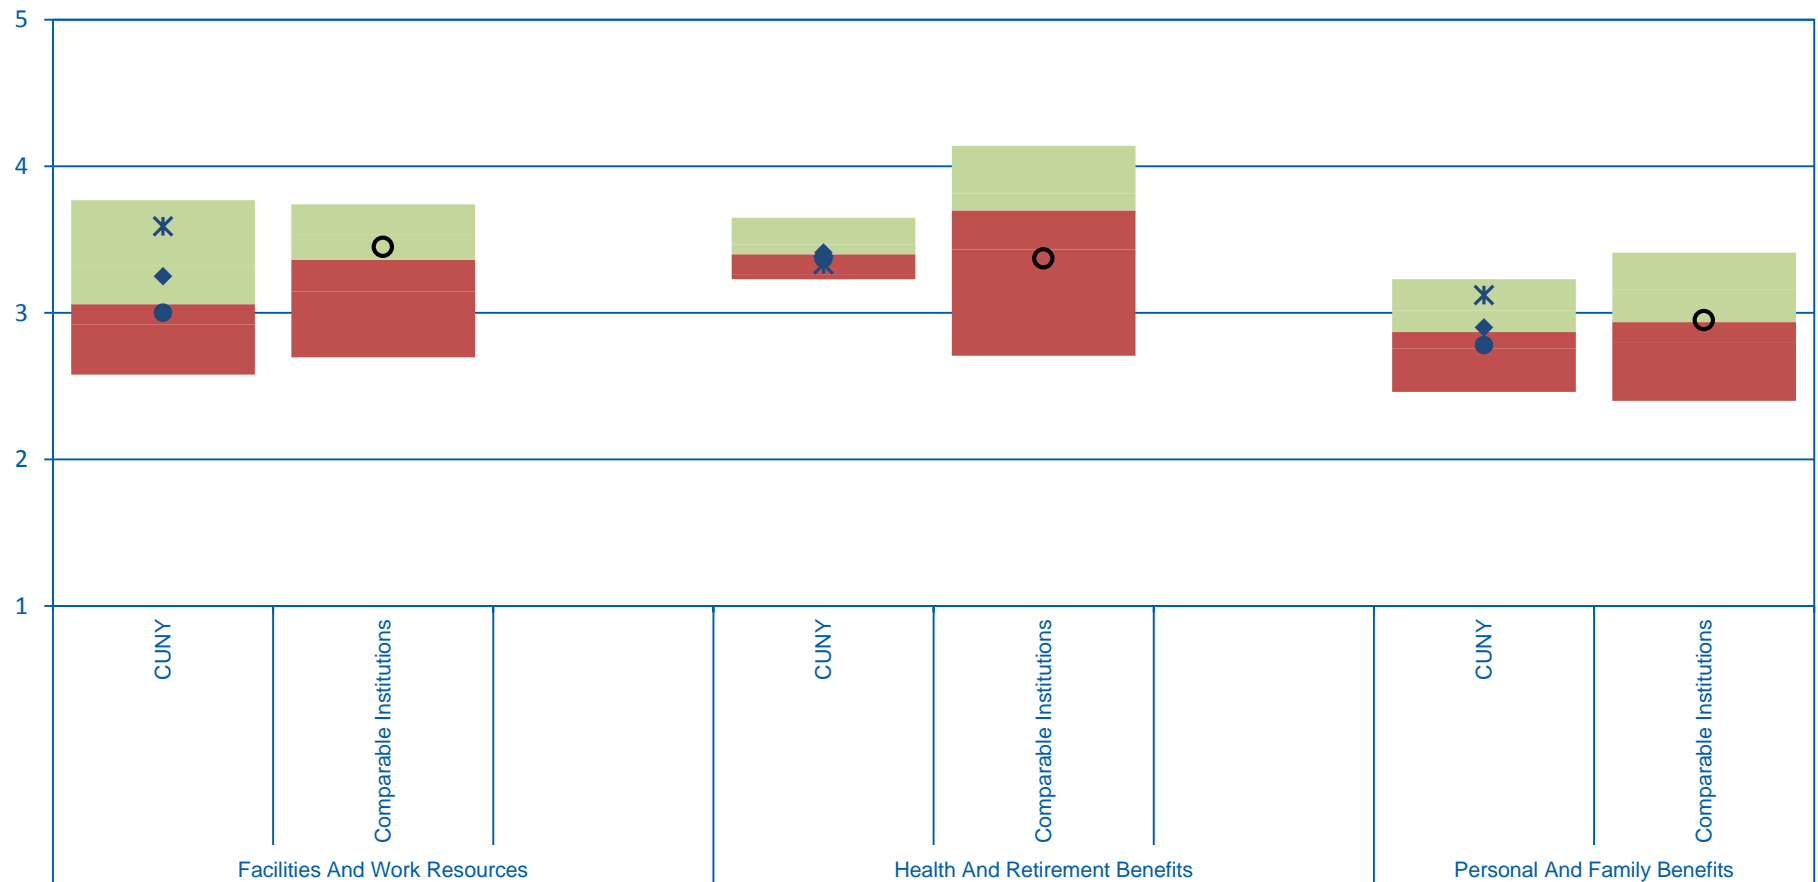 5
4
3
2
1
CUNY
Comparable Institutions
CUNY
Comparable Institutions
CUNY
Comparable Institutions
Facilities And Work Resources
Health And Retirement Benefits
Personal And Family Benefits